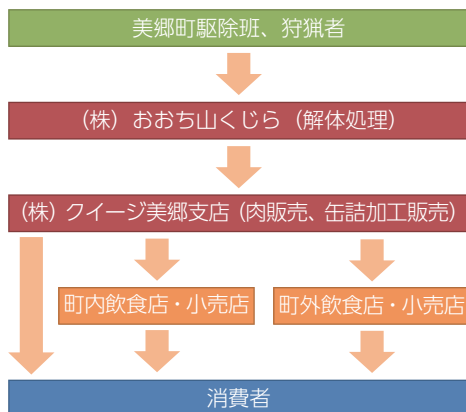 美郷町駆除班、狩猟者
(株) おおち山くじら (解体処理)
(株) クイージ美郷支店 (肉販売、缶詰加工販売)
町内飲食店・小売店
町外飲食店・小売店
消費者